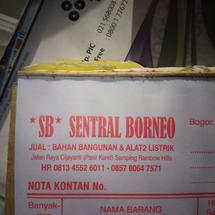 *SB* SENTRAL BORNEO
Bogor,
JUAL : BAHAN BANGUNAN & ALAT2 LISTRIK
Jalan Raya Cijayanti (Pasir Karet) Samping Rainbow Hills
HP. 0813 4552 6011 - 0857 8064 7571
NOTA KONTAN No.
Banyak-
NAMA BARANG